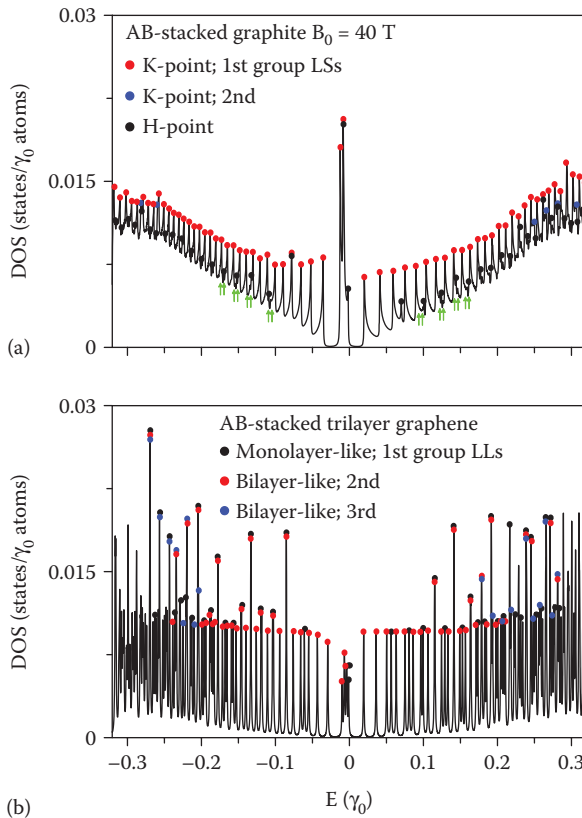 0.03
AB-stacked graphite B₀ = 40 T
K-point; 1st group LSs
K-point; 2nd
H-point
0.015
DOS (states/γ₀ atoms)
0
(a)
0.03
AB-stacked trilayer graphene
Monolayer-like; 1st group LLs
Bilayer-like; 2nd
Bilayer-like; 3rd
0.015
DOS (states/γ₀ atoms)
0
−0.3 −0.2 −0.1 0 0.1 0.2 0.3
(b)
E (γ₀)